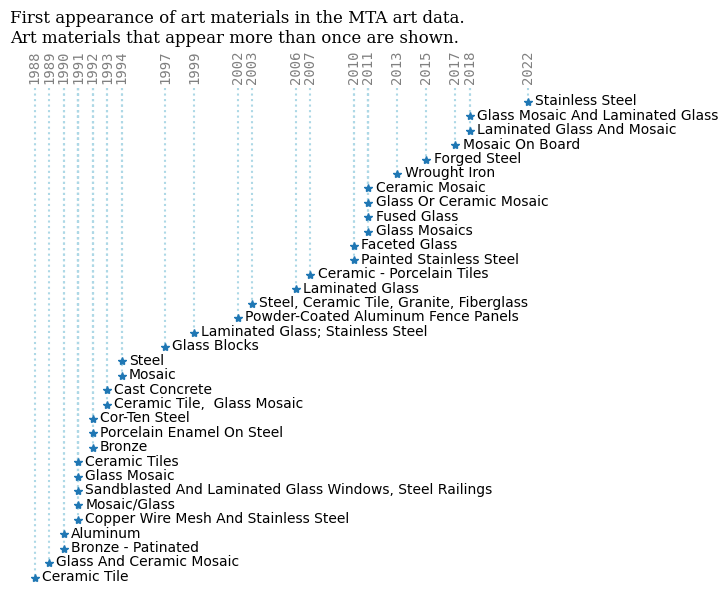 First appearance of art materials in the MTA art data.
Art materials that appear more than once are shown.
1988 1989 1990 1991 1992 1993 1994 1997 1999 2002 2003 2006 2007 2010 2011 2013 2015 2017 2018 2022
Stainless Steel
Glass Mosaic And Laminated Glass
Laminated Glass And Mosaic
Mosaic On Board
Forged Steel
Wrought Iron
Ceramic Mosaic
Glass Or Ceramic Mosaic
Fused Glass
Glass Mosaics
Faceted Glass
Painted Stainless Steel
Ceramic - Porcelain Tiles
Laminated Glass
Steel, Ceramic Tile, Granite, Fiberglass
Powder-Coated Aluminum Fence Panels
Laminated Glass; Stainless Steel
Glass Blocks
Steel
Mosaic
Cast Concrete
Ceramic Tile,  Glass Mosaic
Cor-Ten Steel
Porcelain Enamel On Steel
Bronze
Ceramic Tiles
Glass Mosaic
Sandblasted And Laminated Glass Windows, Steel Railings
Mosaic/Glass
Copper Wire Mesh And Stainless Steel
Aluminum
Bronze - Patinated
Glass And Ceramic Mosaic
Ceramic Tile